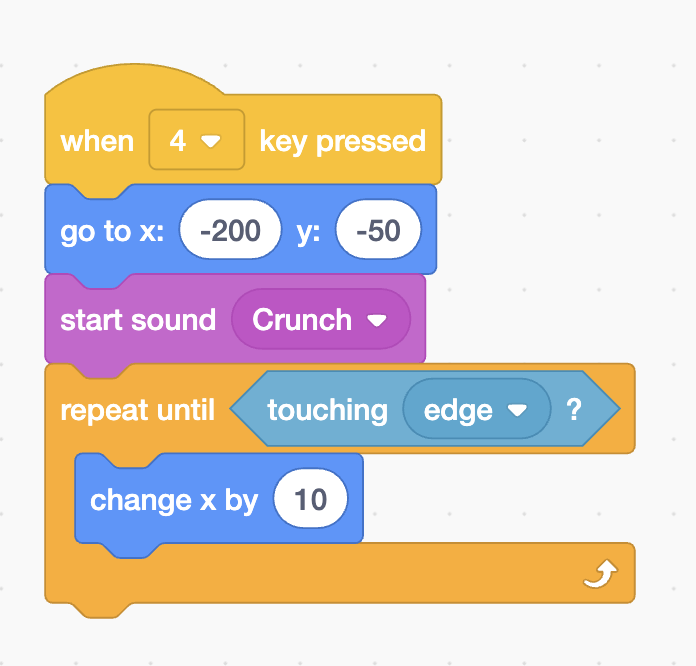 when 4 key pressed
go to x: -200 y: -50
start sound Crunch
repeat until touching edge ?
change x by 10